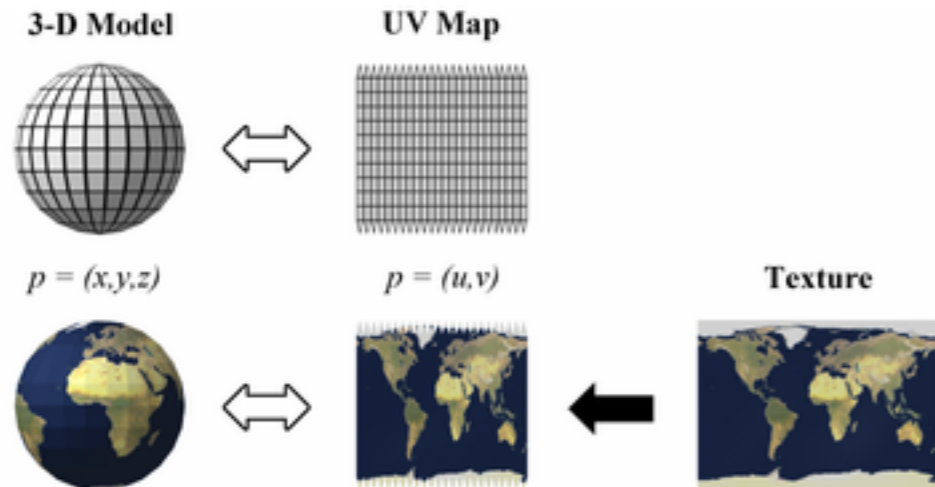 3-D Model
UV Map
p = (x,y,z)
p = (u,v)
Texture